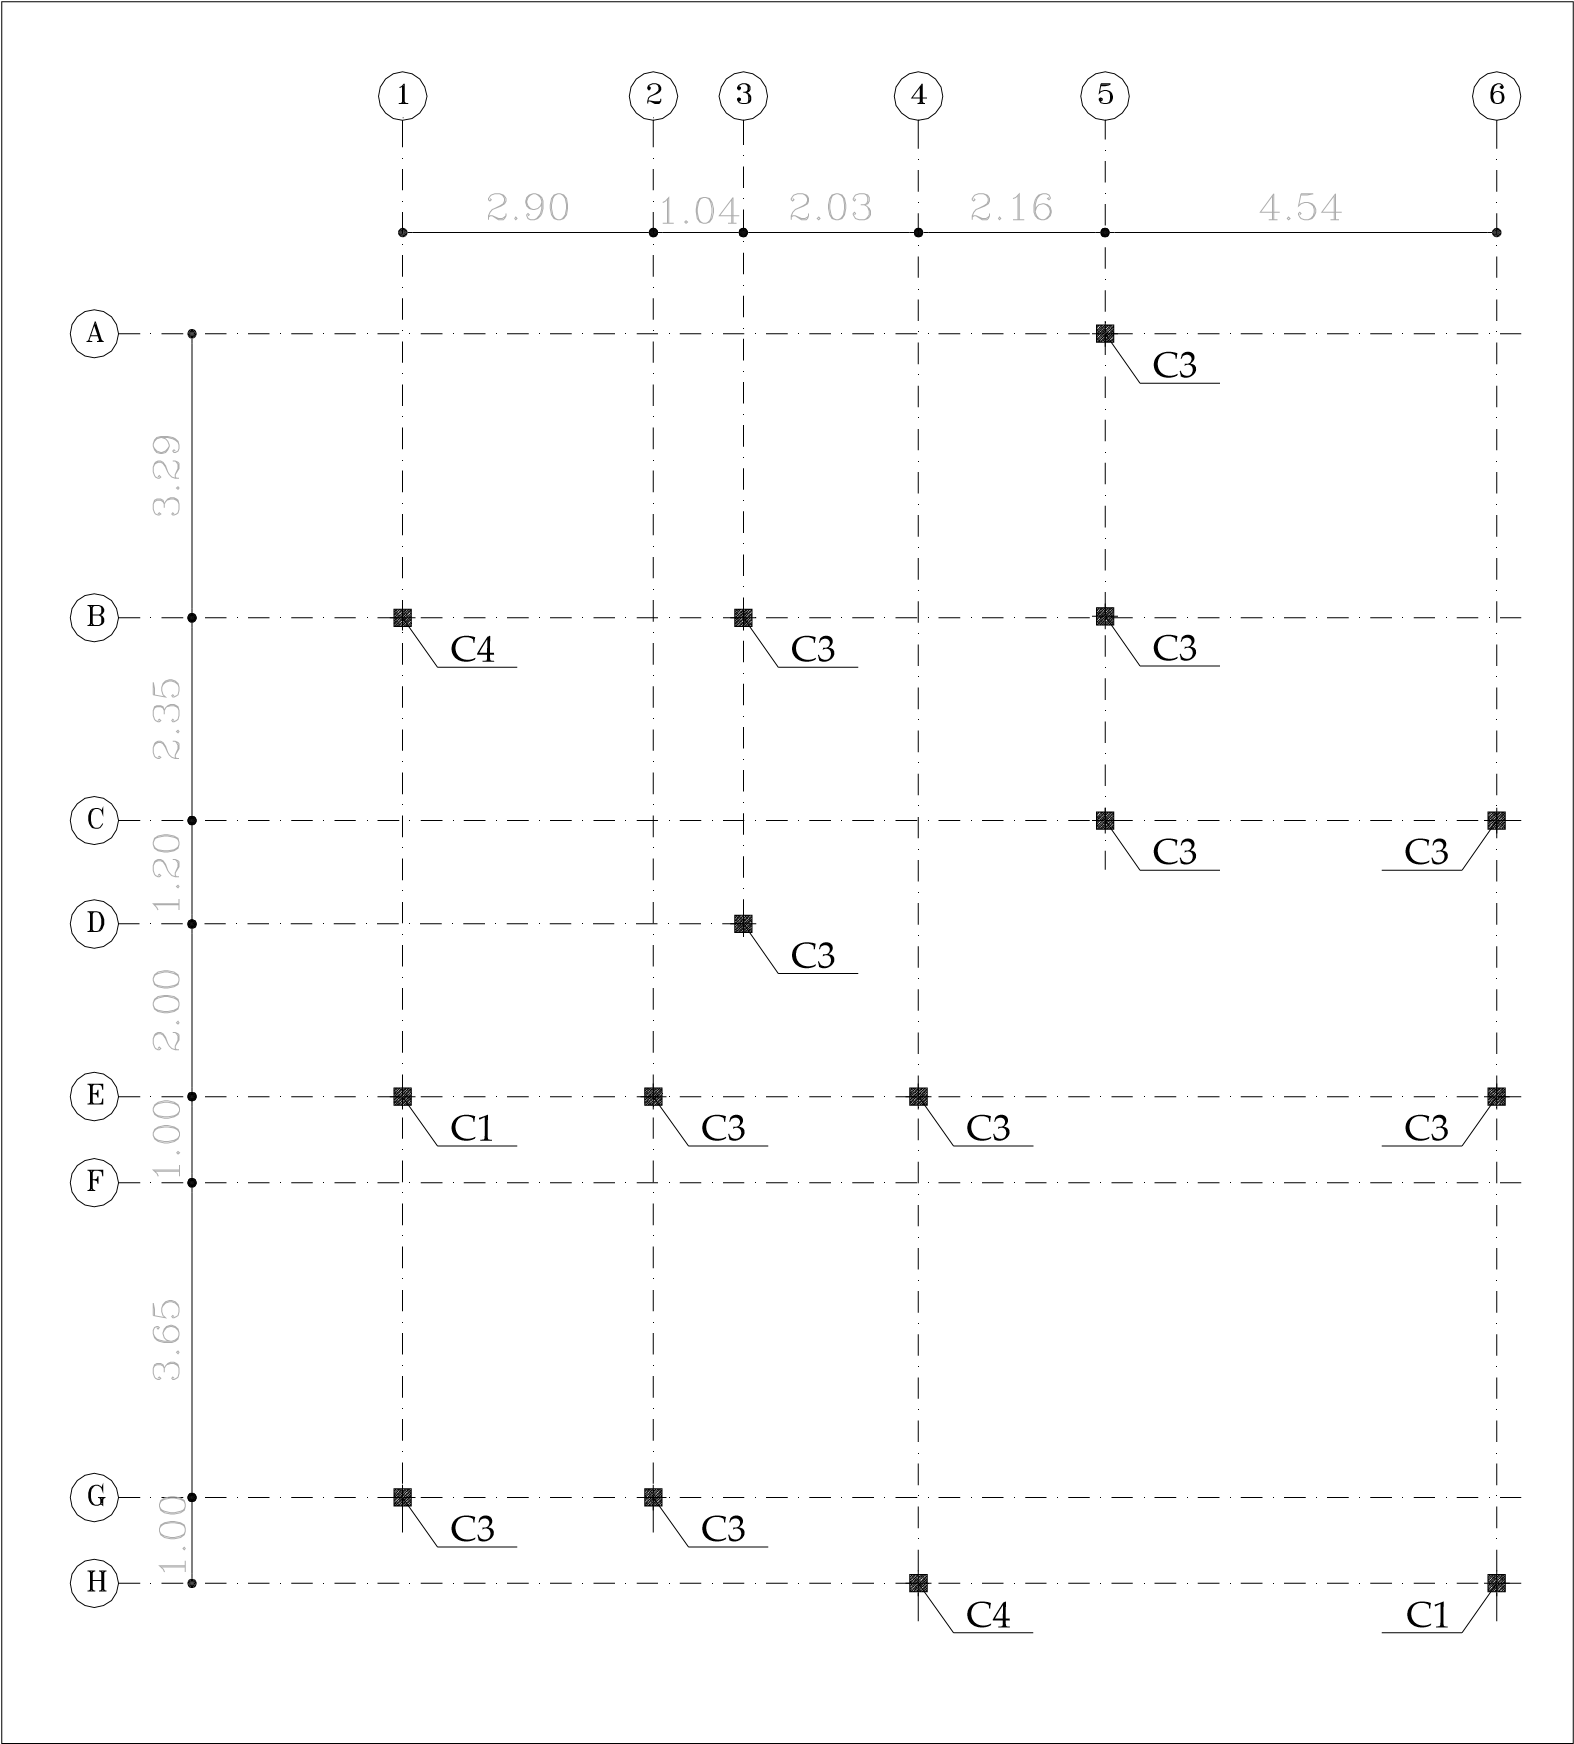 1 2 3 4 5 6
2.90 1.04 2.03 2.16 4.54
A
C3
3.29
B
C4 C3 C3
2.35
C
C3 C3
1.20
D
C3
2.00
E
C1 C3 C3 C3
1.00
F
3.65
G
C3 C3
1.00
H
C4 C1